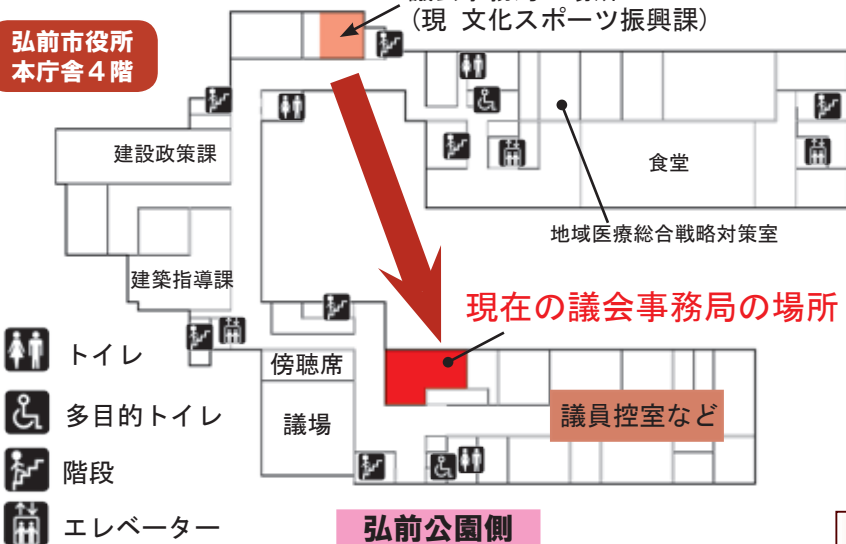 弘前市役所
本庁舎4階
(現 文化スポーツ振興課)
建設政策課
食堂
地域医療総合戦略対策室
建築指導課
現在の議会事務局の場所
トイレ
傍聴席
多目的トイレ
議場
議員控室など
階段
エレベーター
弘前公園側